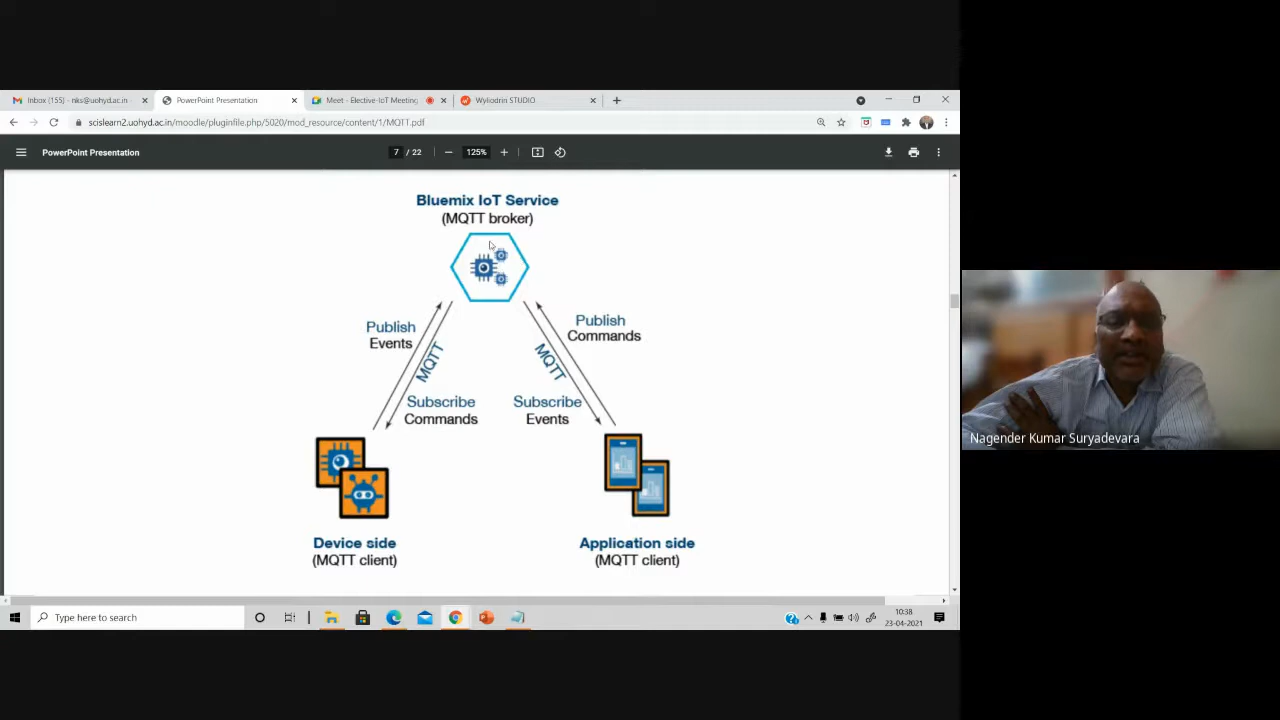 Inbox (155) - nks@uohyd.ac.in
PowerPoint Presentation
Meet - Elective-IoT Meeting
Wyliodrin STUDIO
scislearn2.uohyd.ac.in/moodle/pluginfile.php/5020/mod_resource/content/1/MQTT.pdf
PowerPoint Presentation
7 / 22
125%
Bluemix IoT Service
(MQTT broker)
Publish
Events
MQTT
Subscribe
Commands
Publish
Commands
MQTT
Subscribe
Events
Device side
(MQTT client)
Application side
(MQTT client)
Nagender Kumar Suryadevara
Type here to search
10:38
23-04-2021